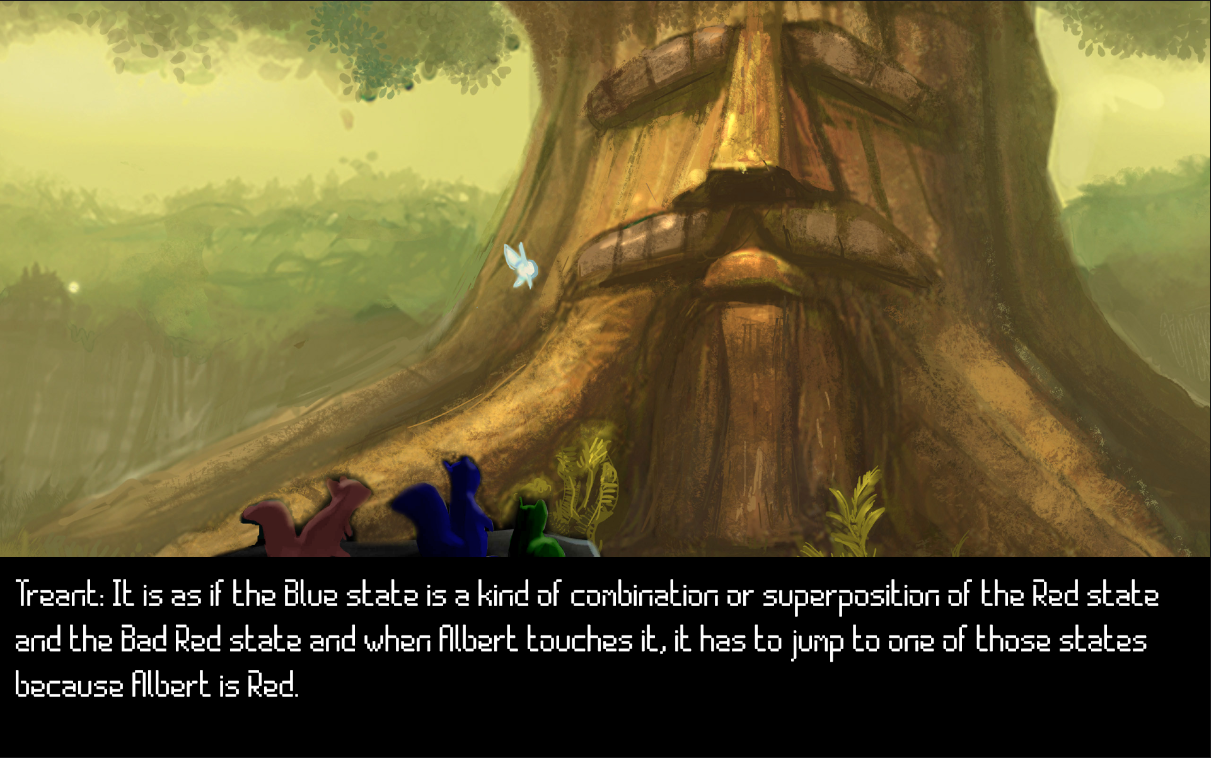 Treant: It is as if the Blue state is a kind of combination or superposition of the Red state
and the Bad Red state and when Albert touches it, it has to jump to one of those states
because Albert is Red.